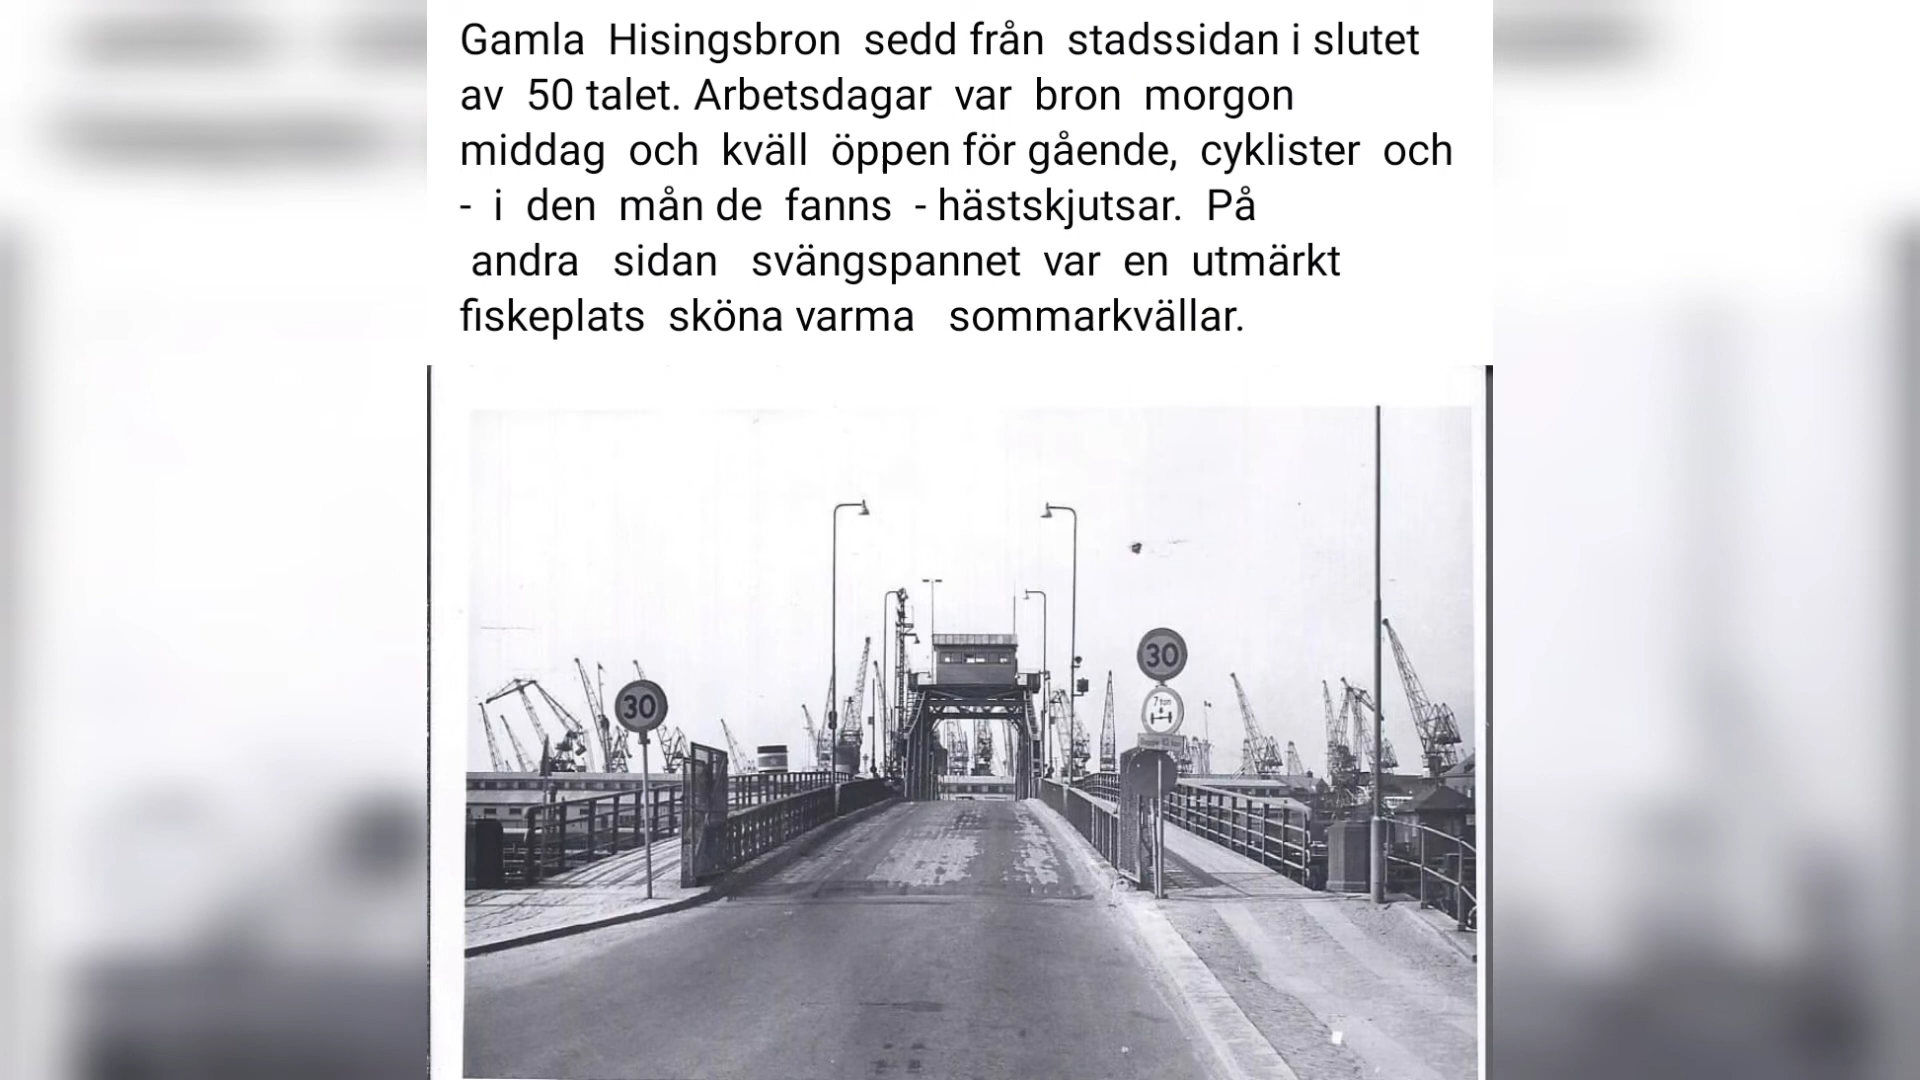 Gamla Hisingsbron sedd från stadssidan i slutet
av 50 talet. Arbetsdagar var bron morgon
middag och kväll öppen för gående, cyklister och
- i den mån de fanns - hästskjutsar. På
andra sidan svängspannet var en utmärkt
fiskeplats sköna varma sommarkvällar.
30
30
7 ton